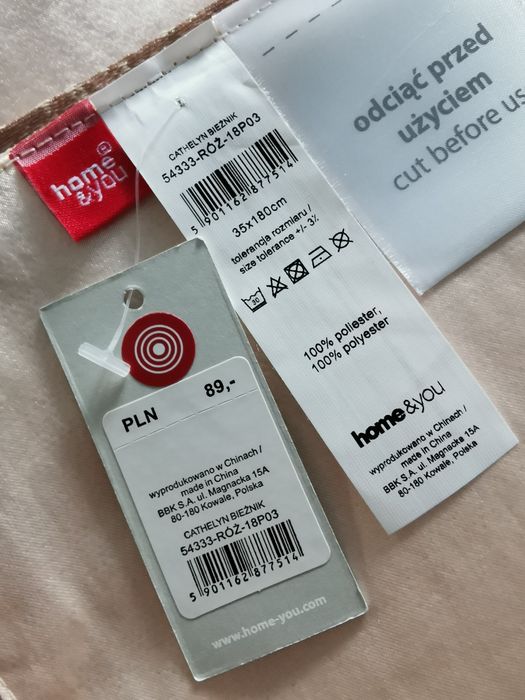 home
&you
®
CATHELYN BIEŻNIK
54333-RÓŻ-18P03
5 901162 877514
35x180cm
tolerancja rozmiaru /
size tolerance +/- 3%
30
100% poliester,
100% polyester
home&you
wyprodukowano w Chinach /
made in China
BBK S.A. ul. Magnacka 15A
80-180 Kowale, Polska
odciąć przed
użyciem
cut before us
PLN 89,-
wyprodukowano w Chinach /
made in China
BBK S.A. ul. Magnacka 15A
80-180 Kowale, Polska
CATHELYN BIEŻNIK
54333-RÓŻ-18P03
5 901162 877514
www.home-you.com